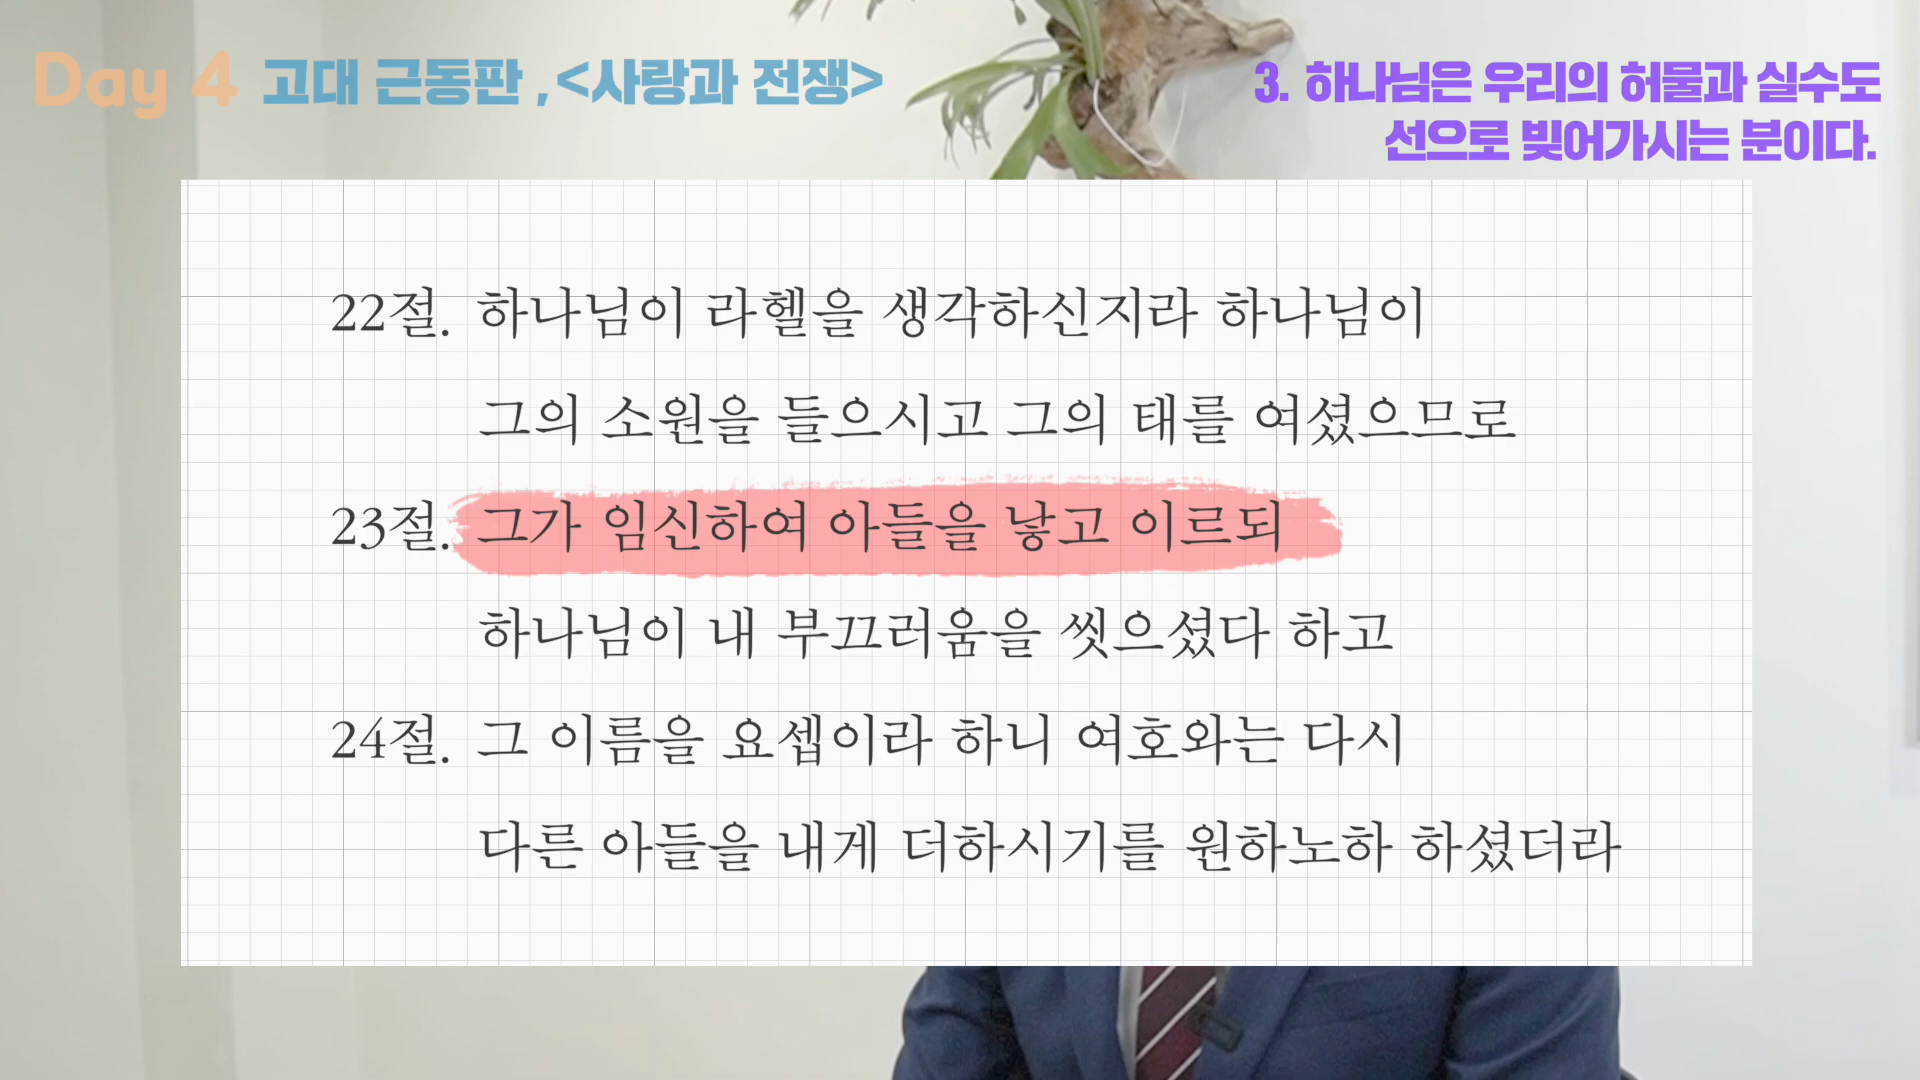 Day 4 고대 근동판 , <사랑과 전쟁>
3. 하나님은 우리의 허물과 실수도
선으로 빚어가시는 분이다.
22절. 하나님이 라헬을 생각하신지라 하나님이
그의 소원을 들으시고 그의 태를 여셨으므로
23절. 그가 임신하여 아들을 낳고 이르되
하나님이 내 부끄러움을 씻으셨다 하고
24절. 그 이름을 요셉이라 하니 여호와는 다시
다른 아들을 내게 더하시기를 원하노하 하셨더라